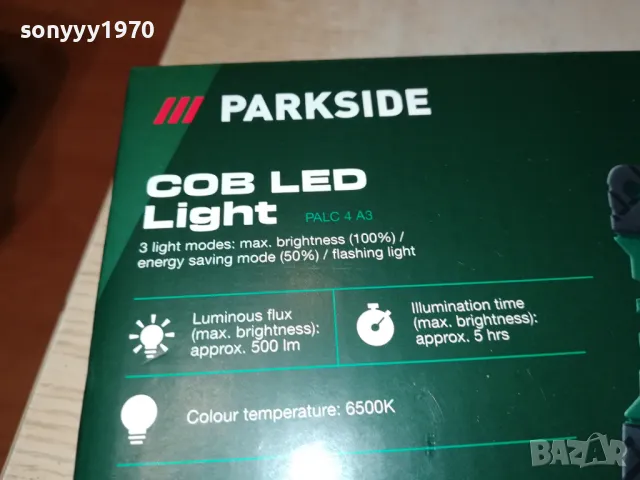 sonyyy1970
PARKSIDE
COB LED
Light PALC 4 A3
3 light modes: max. brightness (100%) /
energy saving mode (50%) / flashing light
Luminous flux
(max. brightness):
approx. 500 lm
Illumination time
(max. brightness):
approx. 5 hrs
Colour temperature: 6500K
BAZAR